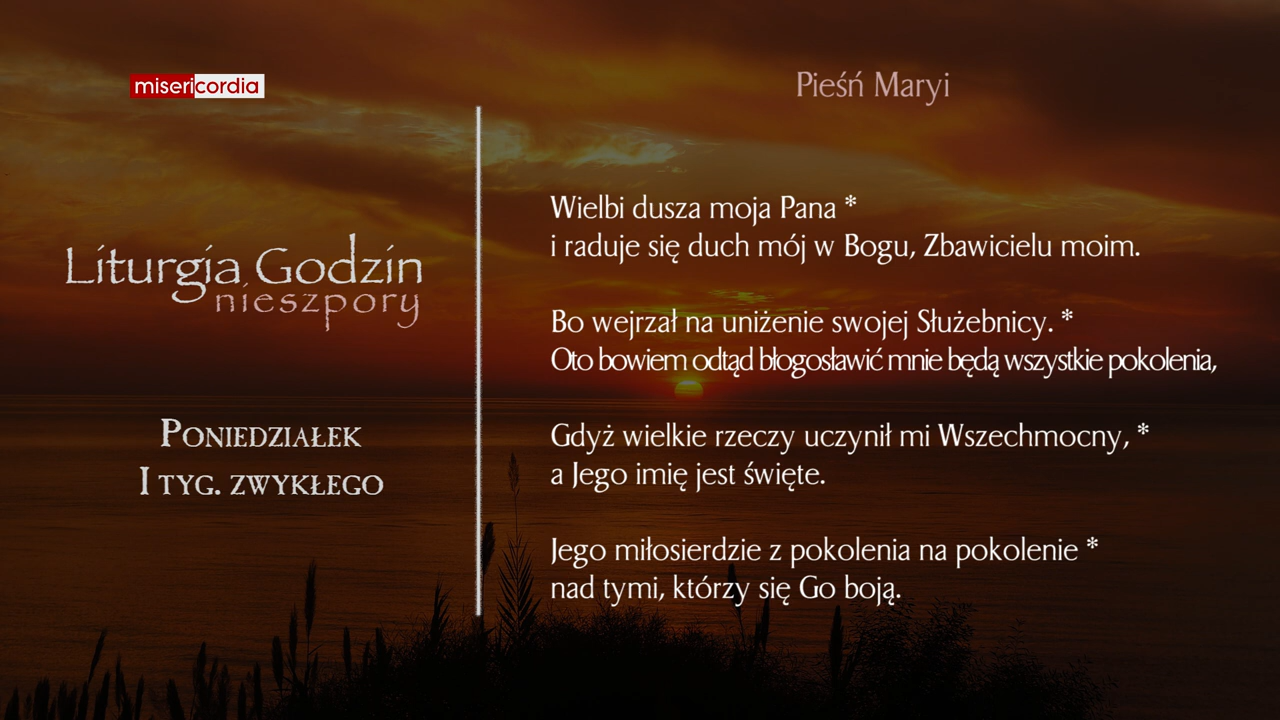 misericordia
Liturgia Godzin
nieszpory
Poniedziałek
I tyg. zwykłego
Pieśń Maryi
Wielbi dusza moja Pana *
i raduje się duch mój w Bogu, Zbawicielu moim.
Bo wejrzał na uniżenie swojej Służebnicy. *
Oto bowiem odtąd błogosławić mnie będą wszystkie pokolenia,
Gdyż wielkie rzeczy uczynił mi Wszechmocny, *
a Jego imię jest święte.
Jego miłosierdzie z pokolenia na pokolenie *
nad tymi, którzy się Go boją.